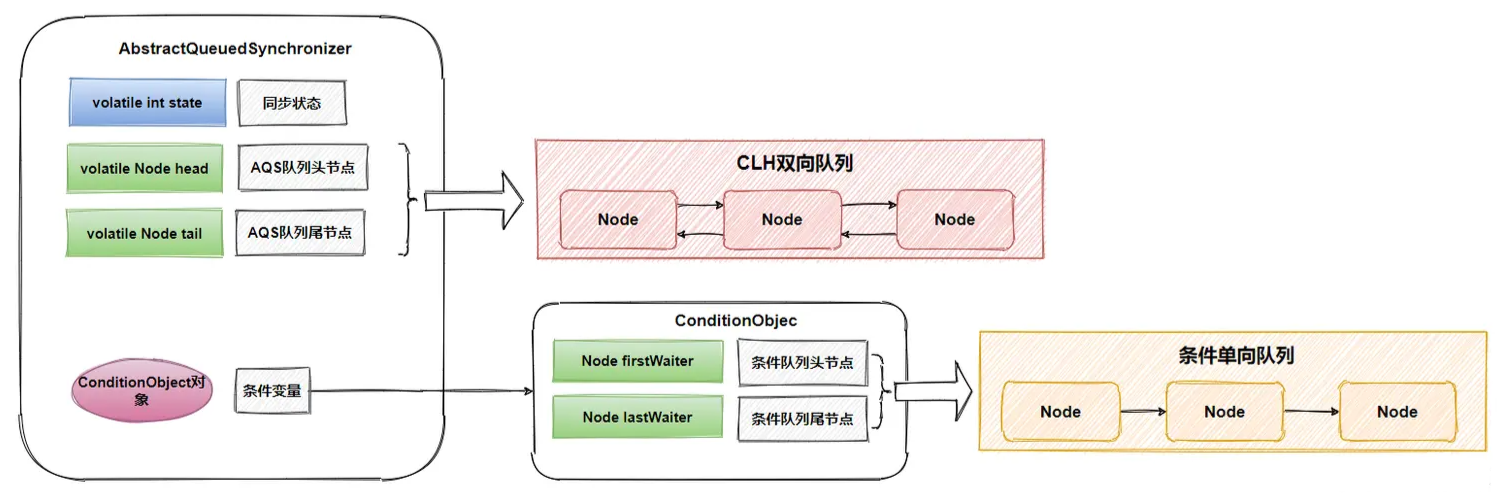 AbstractQueuedSynchronizer
volatile int state
同步状态
volatile Node head
AQS队列头节点
volatile Node tail
AQS队列尾节点
CLH双向队列
Node
Node
Node
ConditionObject对
象
条件变量
ConditionObjec
Node firstWaiter
条件队列头节点
Node lastWaiter
条件队列尾节点
条件单向队列
Node
Node
Node